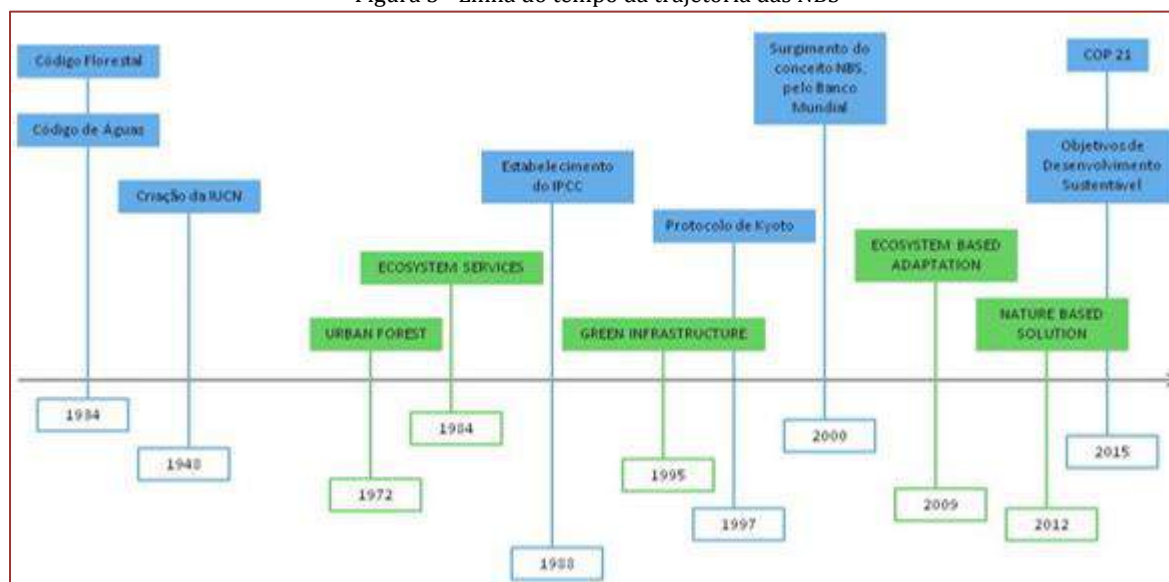 Figura - Linha do tempo da trajetória das NBS
Código Florestal
Código de Águas
Criação da IUCN
URBAN FOREST
ECOSYSTEM SERVICES
Estabelecimento
do IPCC
GREEN INFRASTRUCTURE
Protocolo de Kyoto
Surgimento do
conceito NBS,
pelo Banco
Mundial
ECOSYSTEM BASED
ADAPTATION
NATURE BASED
SOLUTION
COP 21
Objetivos de
Desenvolvimento
Sustentável
1934
1948
1972
1984
1988
1995
1997
2000
2009
2012
2015